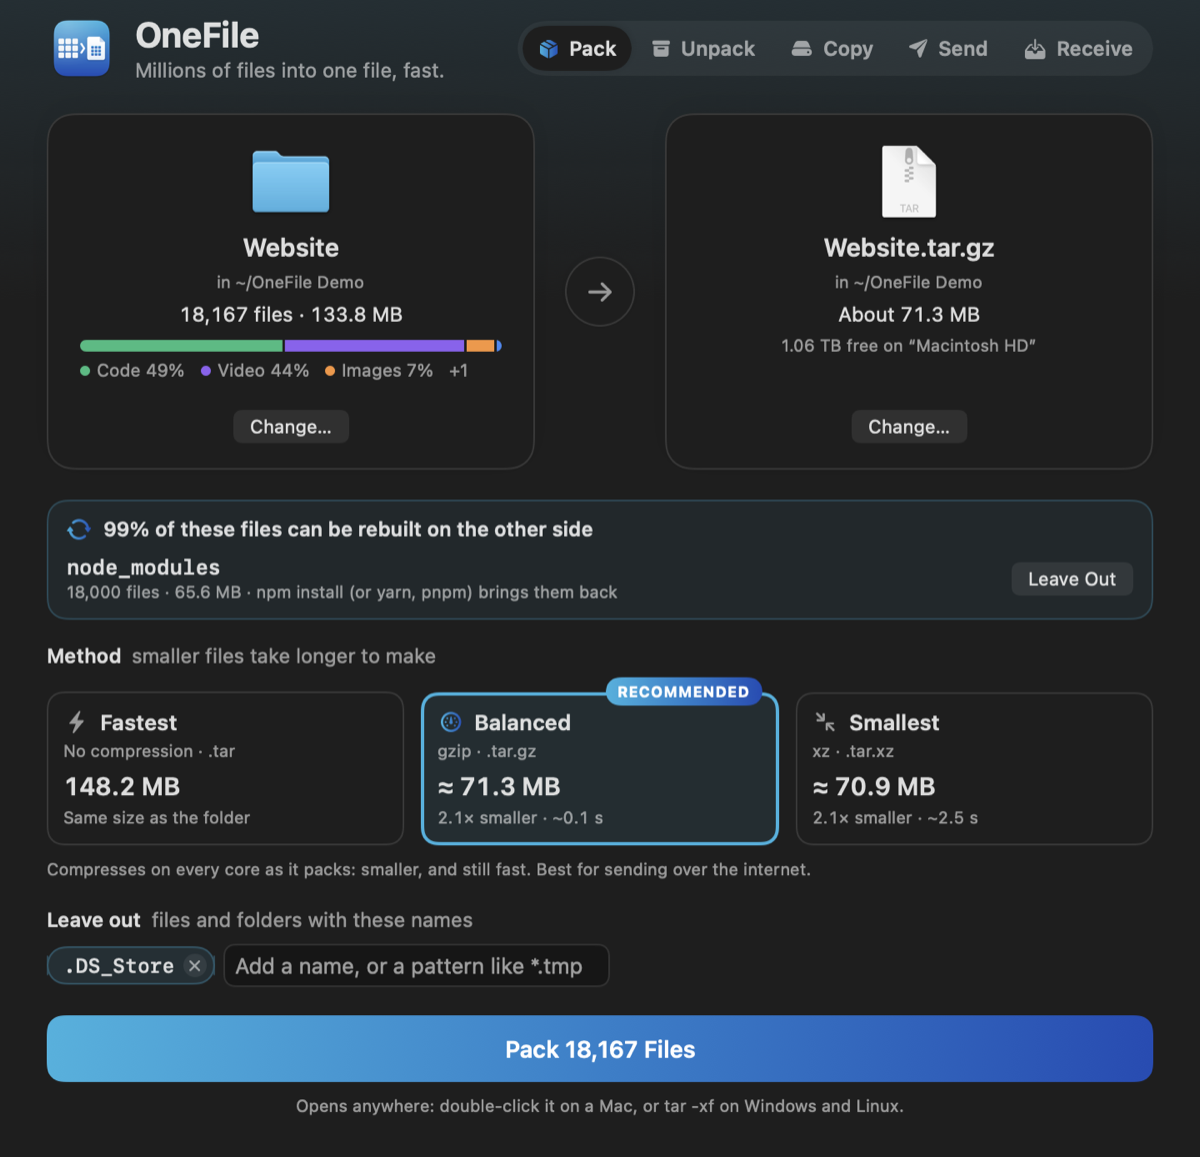 OneFile
Millions of files into one file, fast.
Pack
Unpack
Copy
Send
Receive
Website
in ~/OneFile Demo
18,167 files · 133.8 MB
Code 49%
Video 44%
Images 7%
+1
Change...
TAR
Website.tar.gz
in ~/OneFile Demo
About 71.3 MB
1.06 TB free on “Macintosh HD”
Change...
99% of these files can be rebuilt on the other side
node_modules
18,000 files · 65.6 MB · npm install (or yarn, pnpm) brings them back
Leave Out
Method smaller files take longer to make
Fastest
No compression · .tar
148.2 MB
Same size as the folder
RECOMMENDED
Balanced
gzip · .tar.gz
≈ 71.3 MB
2.1× smaller · ~0.1 s
Smallest
xz · .tar.xz
≈ 70.9 MB
2.1× smaller · ~2.5 s
Compresses on every core as it packs: smaller, and still fast. Best for sending over the internet.
Leave out files and folders with these names
.DS_Store
Add a name, or a pattern like *.tmp
Pack 18,167 Files
Opens anywhere: double-click it on a Mac, or tar -xf on Windows and Linux.